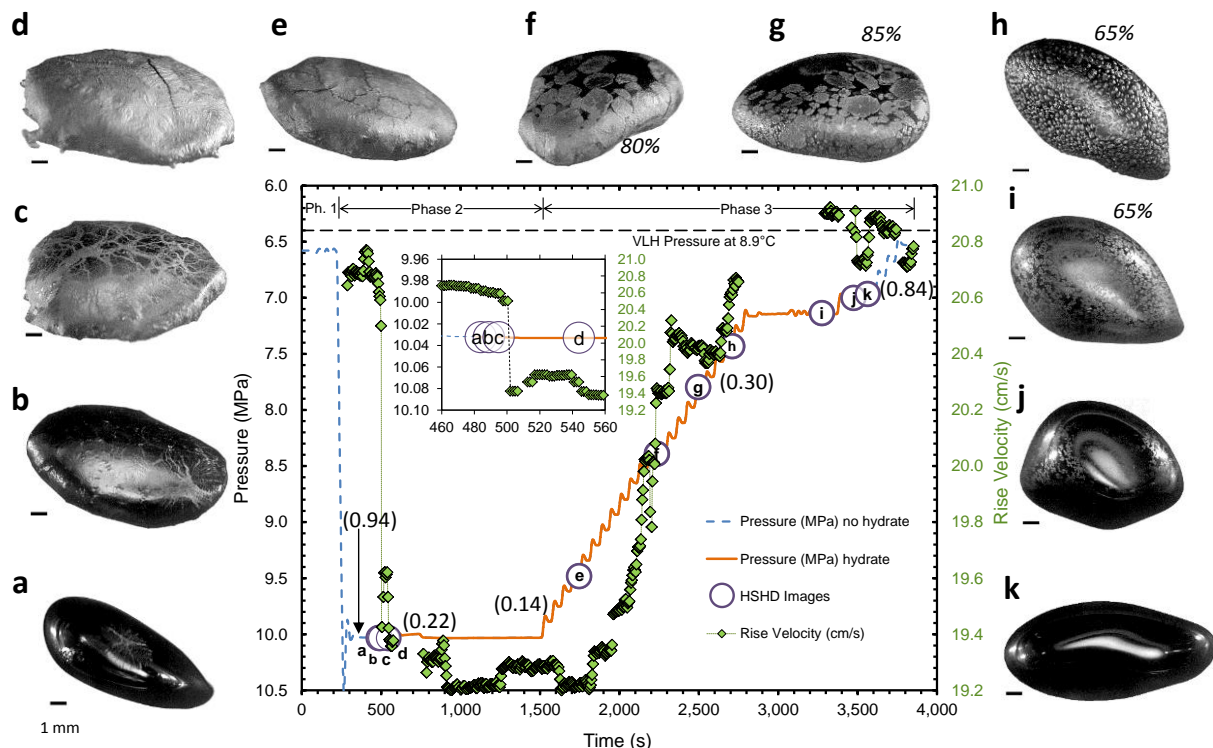 d
e
f
g
h
85%
65%
80%
c
i
65%
b
j
a
k
1 mm
6.0
6.5
7.0
7.5
8.0
8.5
9.0
9.5
10.0
10.5
Pressure (MPa)
Ph. 1
Phase 2
Phase 3
VLH Pressure at 8.9°C
9.96
9.98
10.00
10.02
10.04
10.06
10.08
10.10
21.0
20.8
20.6
20.4
20.2
20.0
19.8
19.6
19.4
19.2
abc
d
460 480 500 520 540 560
(0.94)
(0.22)
(0.14)
(0.30)
(0.84)
a
b
c
d
e
f
g
h
i
j
k
Pressure (MPa) no hydrate
Pressure (MPa) hydrate
HSHD Images
Rise Velocity (cm/s)
21.0
20.8
20.6
20.4
20.2
20.0
19.8
19.6
19.4
19.2
Rise Velocity (cm/s)
0 500 1,000 1,500 2,000 2,500 3,000 3,500 4,000
Time (s)